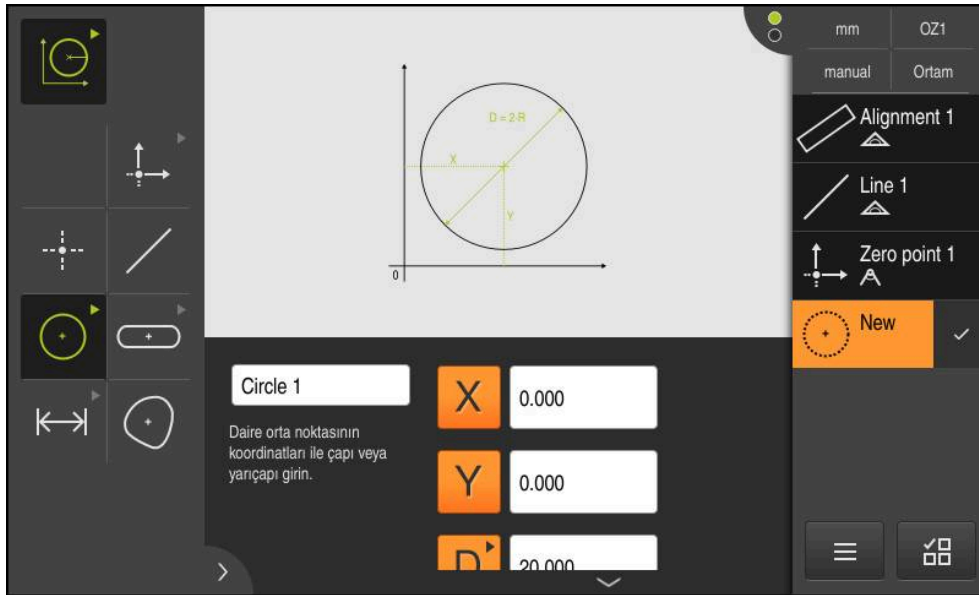 mm
OZ1
manual
Ortam
D = 2·R
X
Y
0
Alignment 1
Line 1
Zero point 1
New
Circle 1
Daire orta noktasının
koordinatları ile çapı veya
yarıçapı girin.
X
0.000
Y
0.000
D
20.000